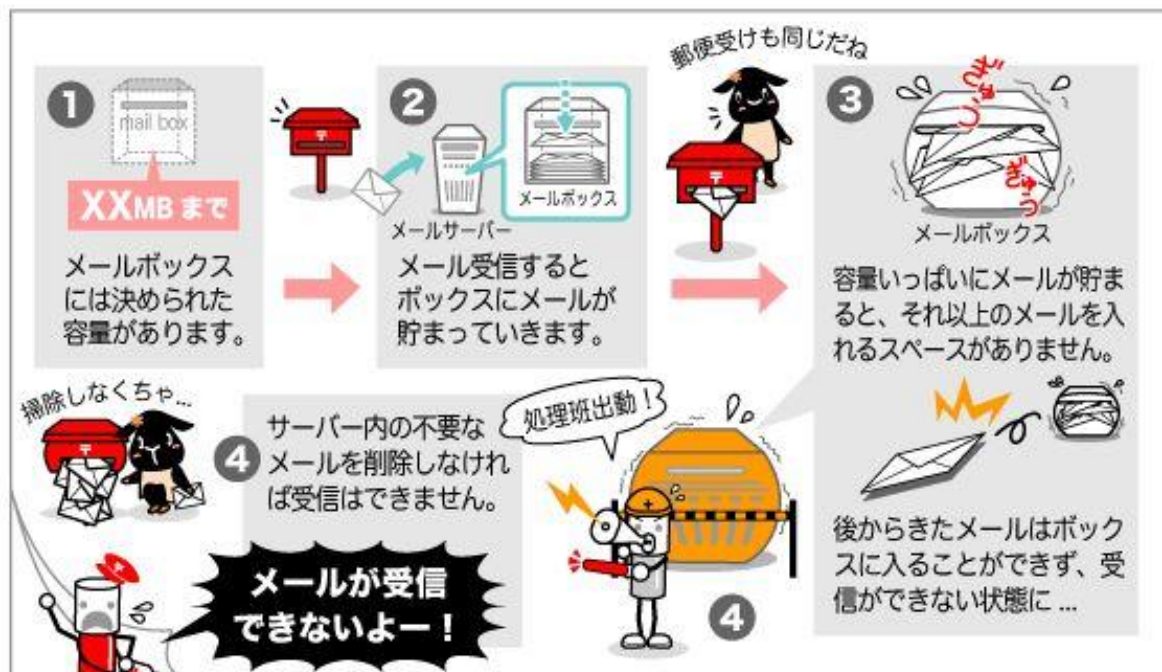 1
mail box
XXMB まで
メールボックス
には決められた
容量があります。
2
メールボックス
メールサーバー
メール受信すると
ボックスにメールが
貯まっていきます。
郵便受けも同じだね
3
ぎゅう
ぎゅう
メールボックス
容量いっぱいにメールが貯ま
ると、それ以上のメールを入
れるスペースがありません。
後からきたメールはボック
スに入ることができず、受
信ができない状態に ...
掃除しなくちゃ...
4
サーバー内の不要な
メールを削除しなけれ
ば受信はできません。
処理班出動！
4
メールが受信
できないよー！